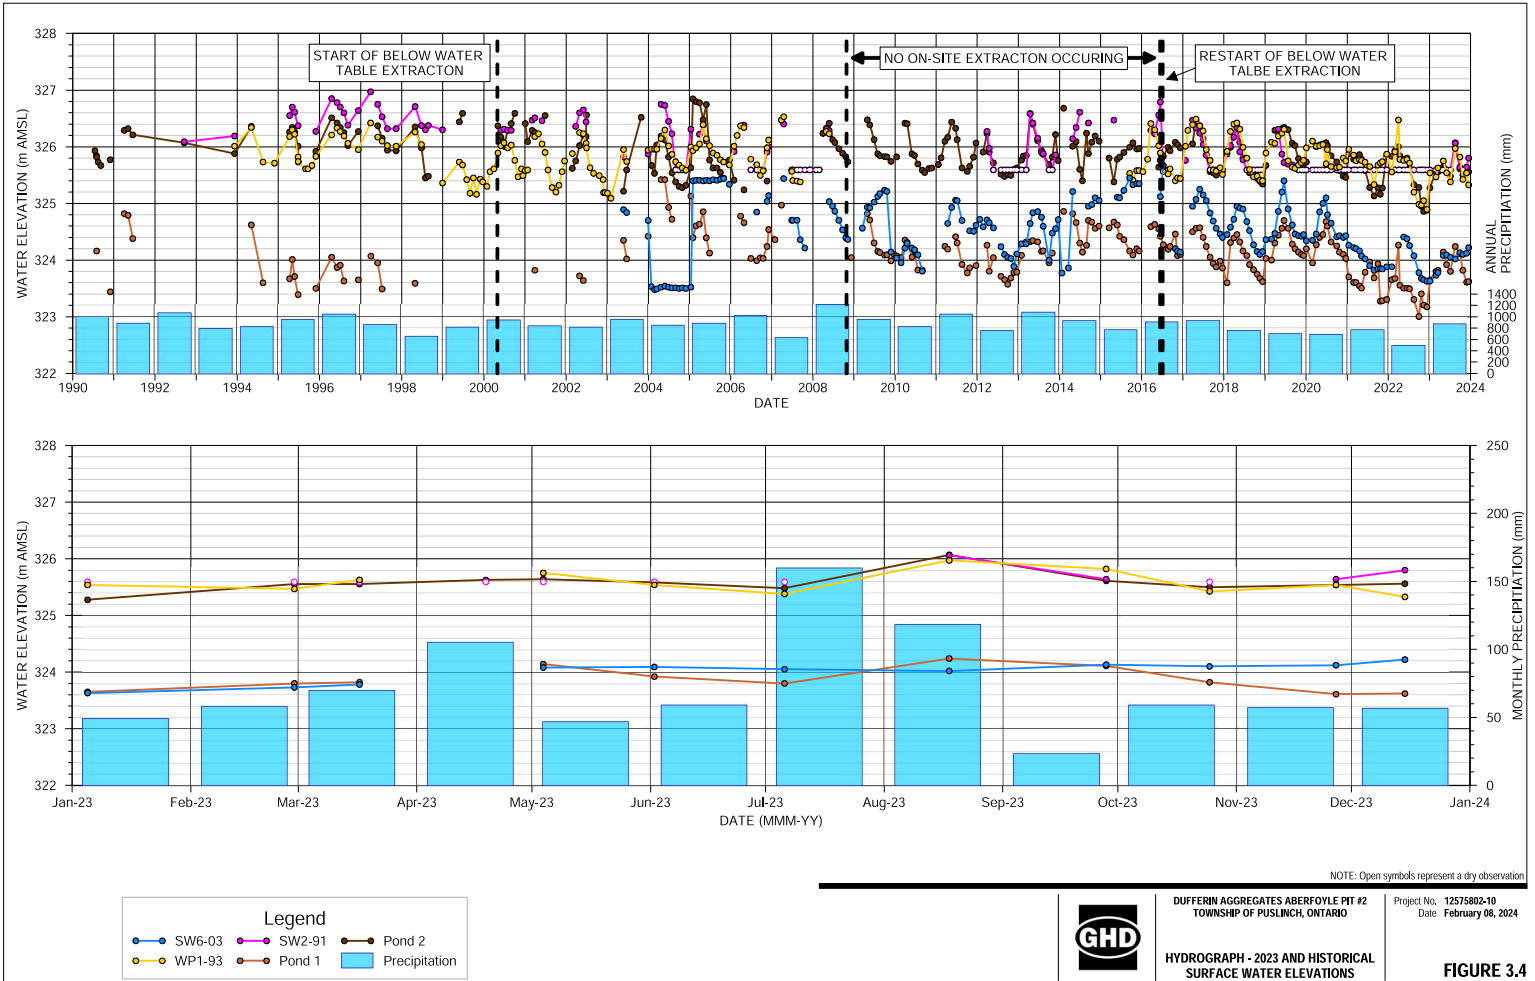 328
327
326
325
324
323
322
WATER ELEVATION (m AMSL)
START OF BELOW WATER
TABLE EXTRACTON
NO ON-SITE EXTRACTON OCCURING
RESTART OF BELOW WATER
TALBE EXTRACTION
1400
1200
1000
800
600
400
200
0
ANNUAL
PRECIPITATION (mm)
1990 1992 1994 1996 1998 2000 2002 2004 2006 2008 2010 2012 2014 2016 2018 2020 2022 2024
DATE
328
327
326
325
324
323
322
WATER ELEVATION (m AMSL)
250
200
150
100
50
0
MONTHLY PRECIPITIATION (mm)
Jan-23 Feb-23 Mar-23 Apr-23 May-23 Jun-23 Jul-23 Aug-23 Sep-23 Oct-23 Nov-23 Dec-23 Jan-24
DATE (MMM-YY)
NOTE: Open symbols represent a dry observation
Legend
SW6-03 SW2-91 Pond 2
WP1-93 Pond 1 Precipitation
GHD
DUFFERIN AGGREGATES ABERFOYLE PIT #2
TOWNSHIP OF PUSLINCH, ONTARIO
HYDROGRAPH - 2023 AND HISTORICAL
SURFACE WATER ELEVATIONS
Project No. 12575802-10
Date February 08, 2024
FIGURE 3.4